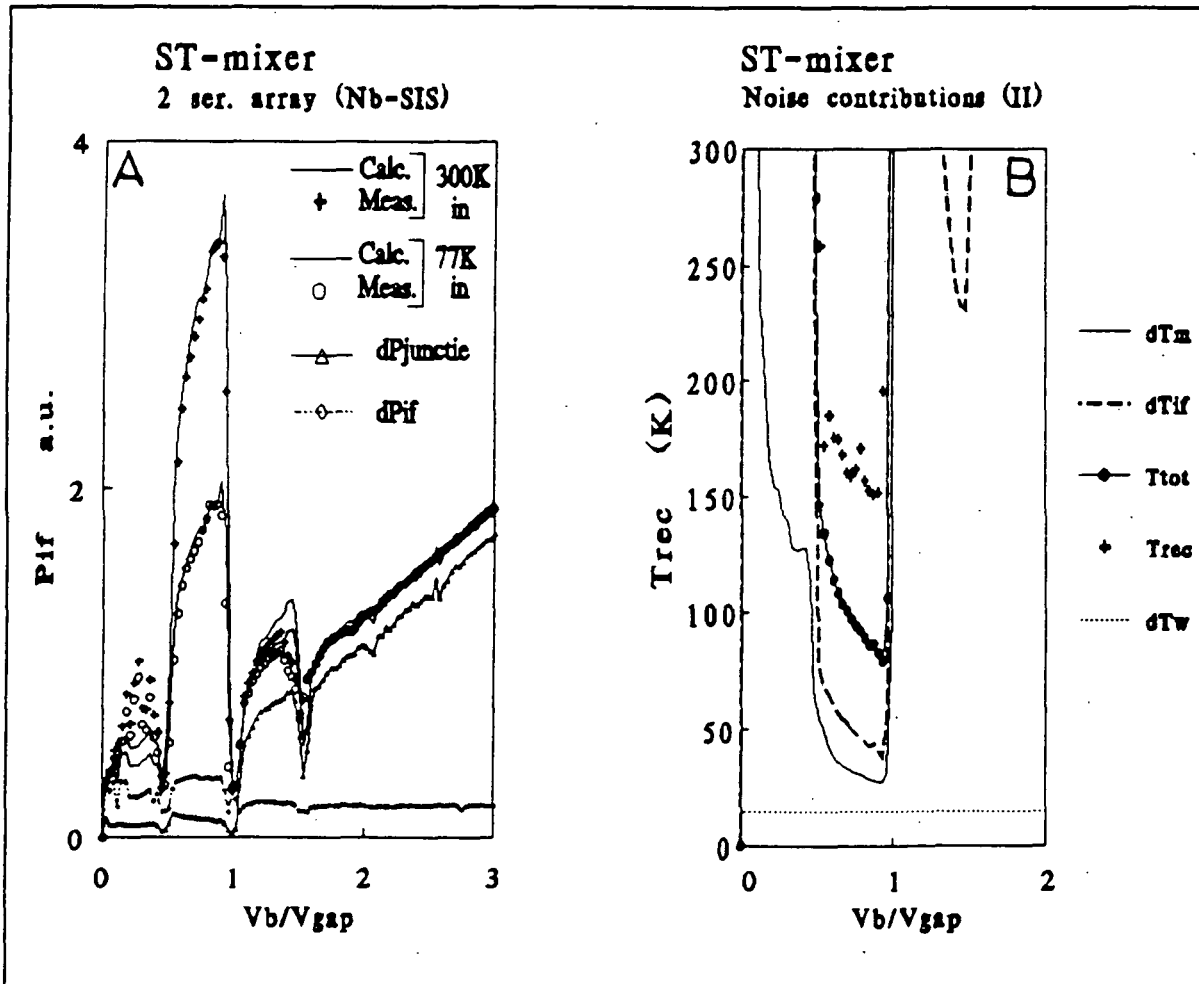 ST-mixer
2 ser. array (Nb-SIS)
A
Calc.
Meas.
300K
in
Calc.
Meas.
77K
in
dPjunctie
dPif
Pif a.u.
4
2
0
0 1 2 3
Vb/Vgap
ST-mixer
Noise contributions (II)
B
Trec (K)
300
250
200
150
100
50
0
0 1 2
Vb/Vgap
dTm
dTif
Ttot
Trec
dTw